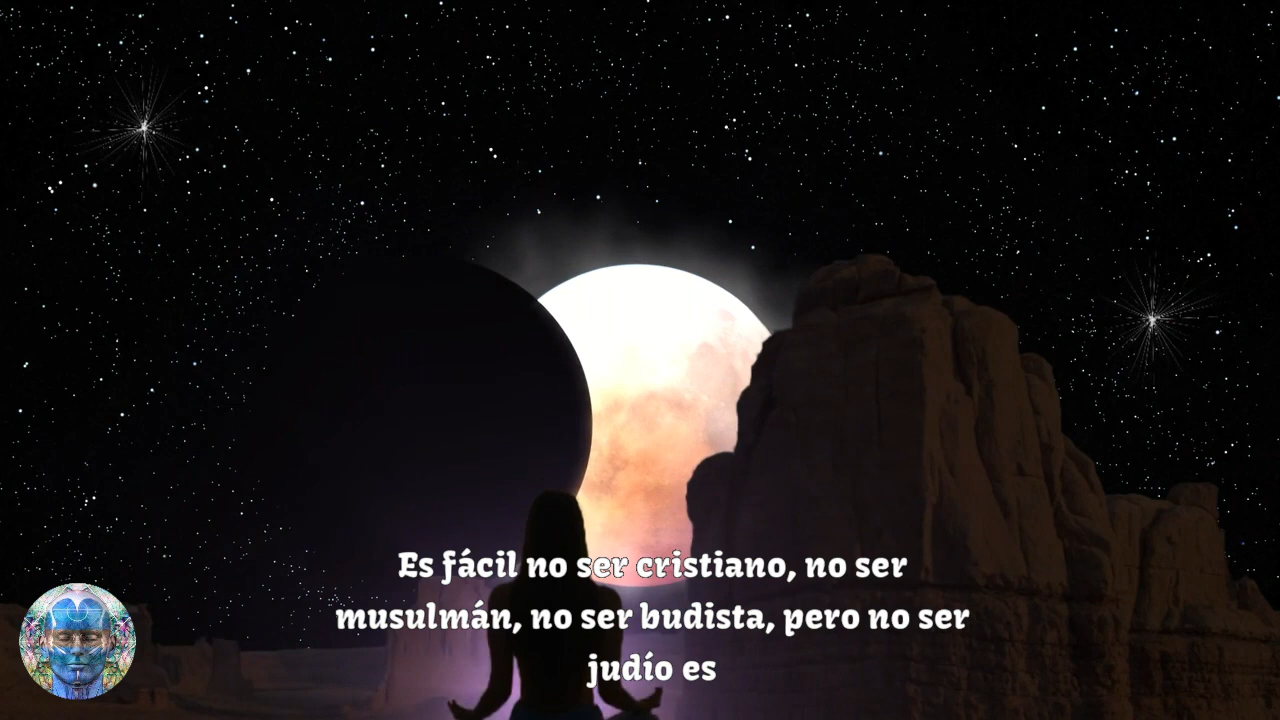 Es fácil no ser cristiano, no ser
musulmán, no ser budista, pero no ser
judío es